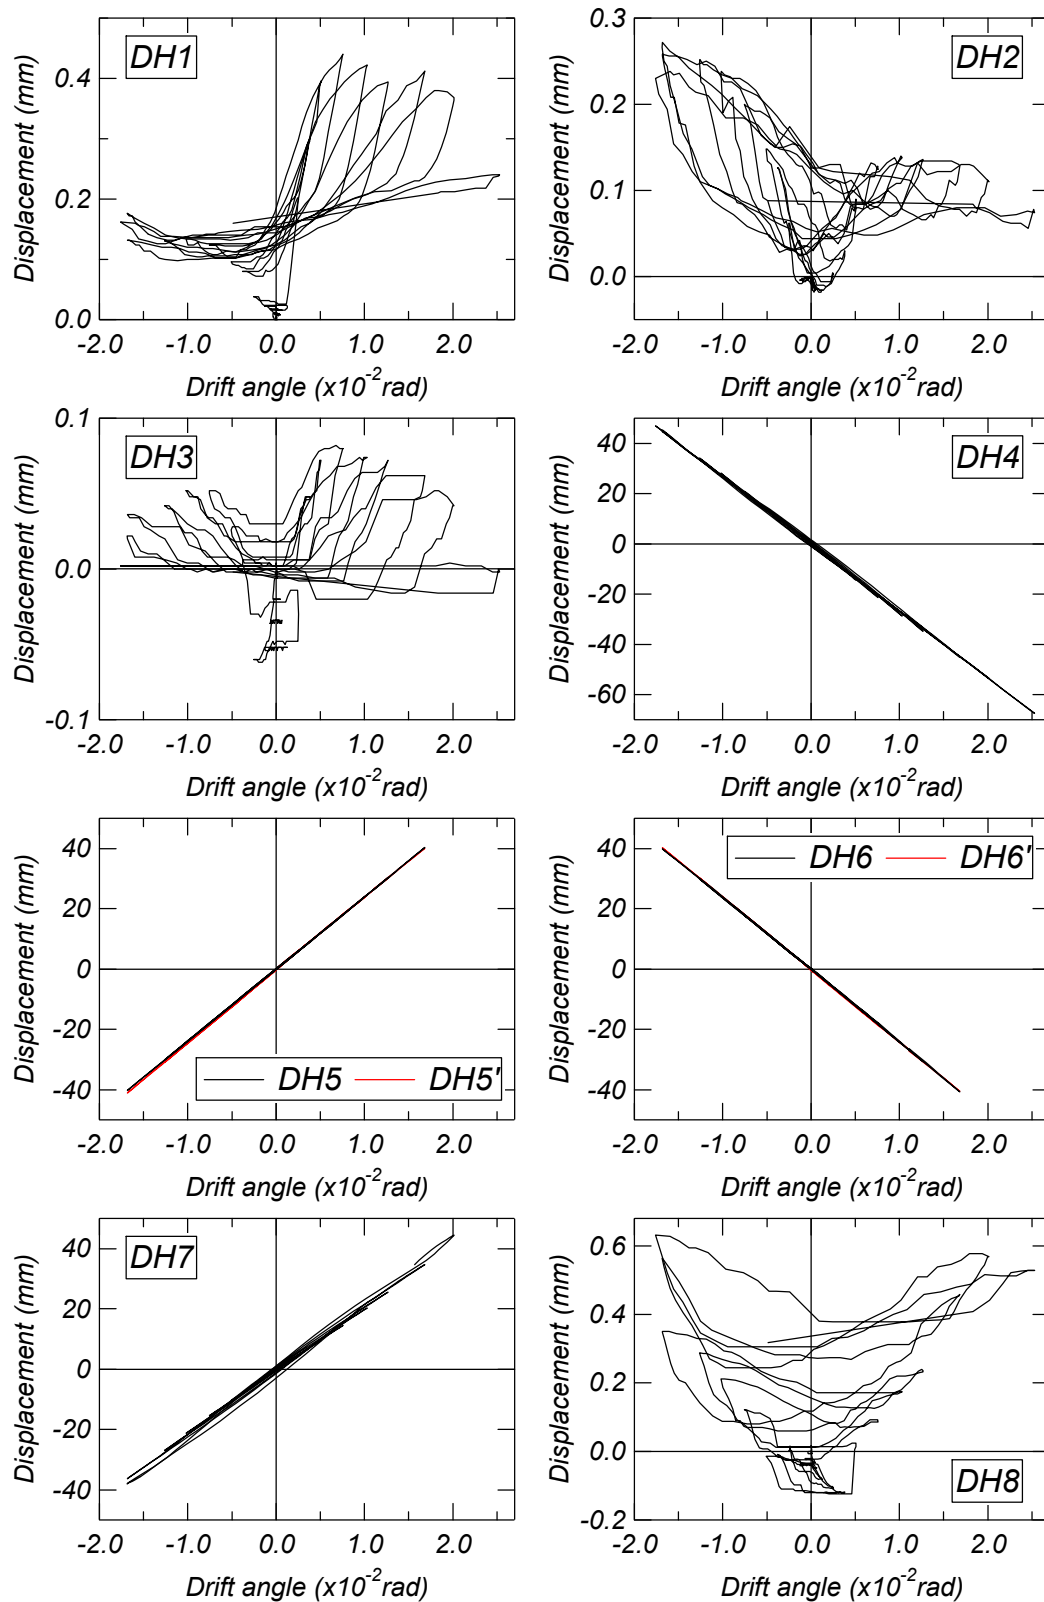 DH1
Displacement (mm)
0.4
0.2
0.0
-2.0 -1.0 0.0 1.0 2.0
Drift angle (x10-2rad)
DH2
Displacement (mm)
0.3
0.2
0.1
0.0
-2.0 -1.0 0.0 1.0 2.0
Drift angle (x10-2rad)
DH3
Displacement (mm)
0.1
0.0
-0.1
-2.0 -1.0 0.0 1.0 2.0
Drift angle (x10-2rad)
DH4
Displacement (mm)
40
20
0
-20
-40
-60
-2.0 -1.0 0.0 1.0 2.0
Drift angle (x10-2rad)
Displacement (mm)
40
20
0
-20
-40
DH5 DH5'
-2.0 -1.0 0.0 1.0 2.0
Drift angle (x10-2rad)
DH6 DH6'
Displacement (mm)
40
20
0
-20
-40
-2.0 -1.0 0.0 1.0 2.0
Drift angle (x10-2rad)
DH7
Displacement (mm)
40
20
0
-20
-40
-2.0 -1.0 0.0 1.0 2.0
Drift angle (x10-2rad)
Displacement (mm)
0.6
0.4
0.2
0.0
-0.2
DH8
-2.0 -1.0 0.0 1.0 2.0
Drift angle (x10-2rad)